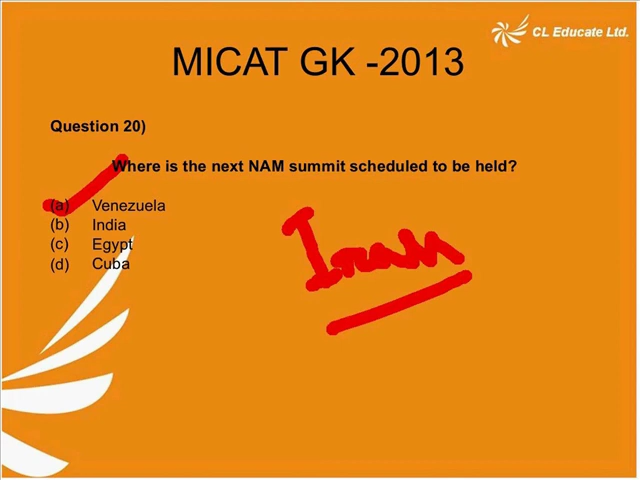 CL Educate Ltd.
MICAT GK -2013
Question 20)
Where is the next NAM summit scheduled to be held?
(a) Venezuela
(b) India
(c) Egypt
(d) Cuba
Iran